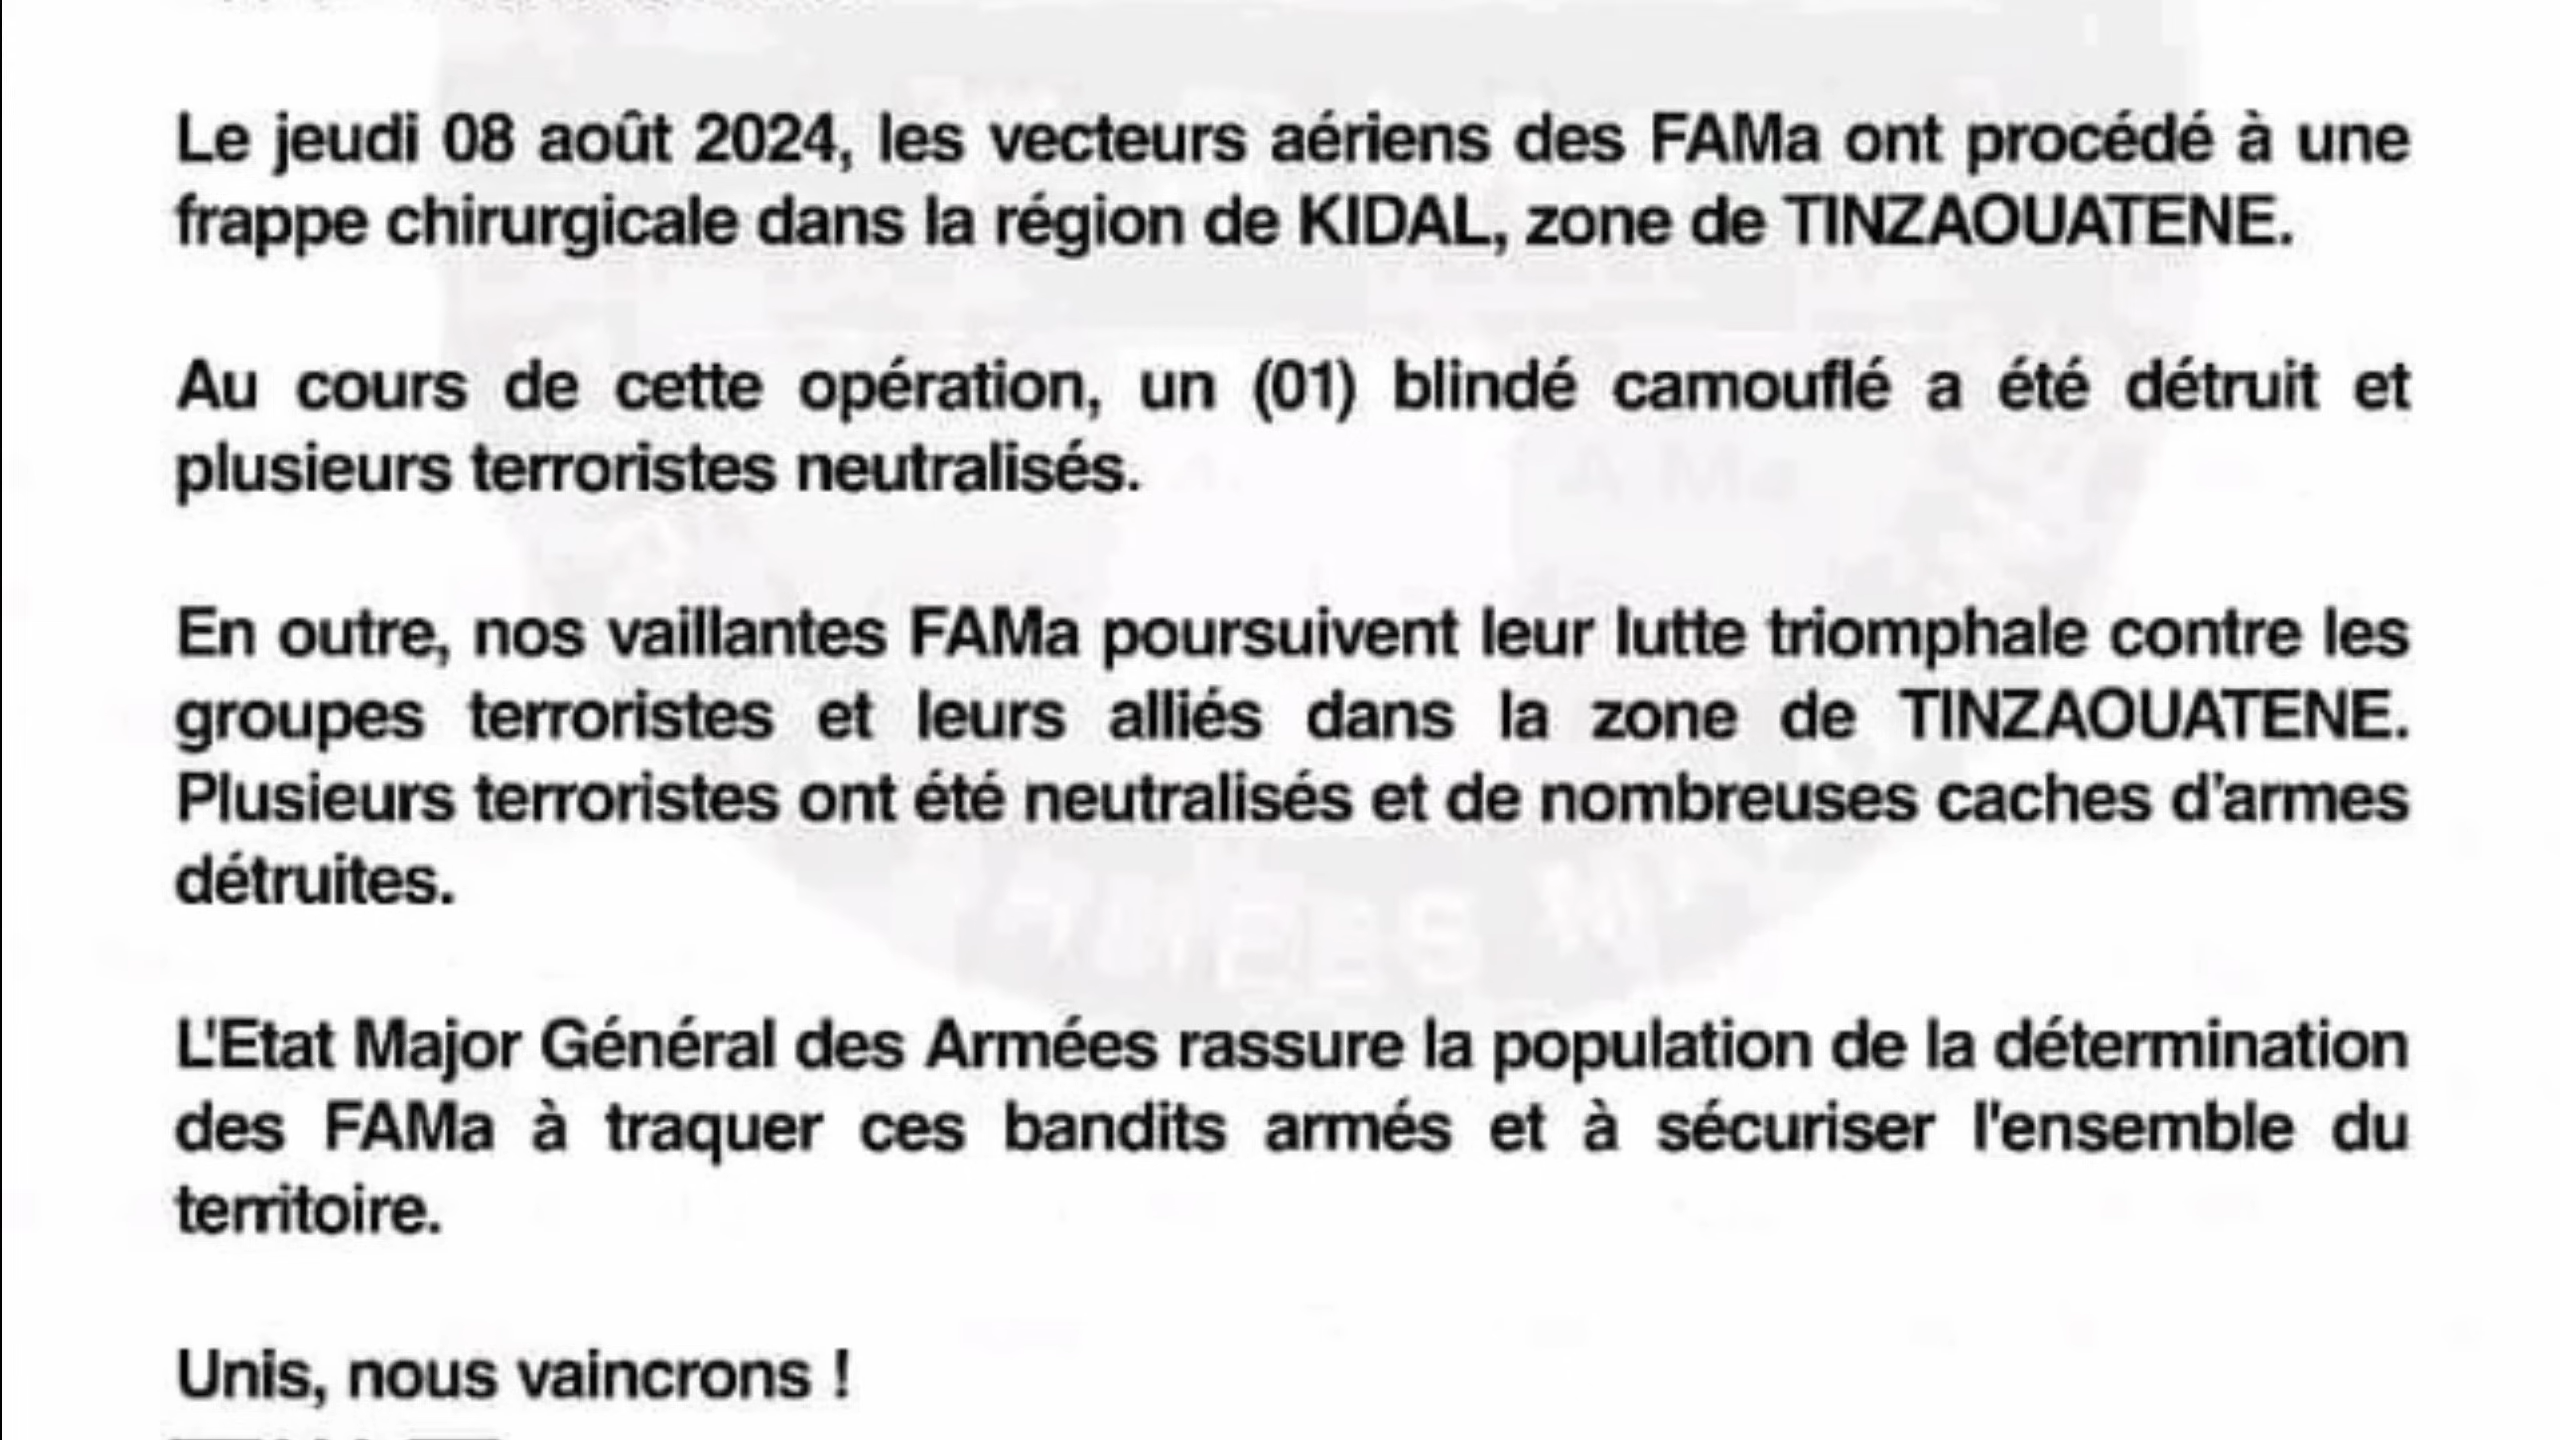 Le jeudi 08 août 2024, les vecteurs aériens des FAMa ont procédé à une
frappe chirurgicale dans la région de KIDAL, zone de TINZAOUATENE.
Au cours de cette opération, un (01) blindé camouflé a été détruit et
plusieurs terroristes neutralisés.
En outre, nos vaillantes FAMa poursuivent leur lutte triomphale contre les
groupes terroristes et leurs alliés dans la zone de TINZAOUATENE.
Plusieurs terroristes ont été neutralisés et de nombreuses caches d'armes
détruites.
L'Etat Major Général des Armées rassure la population de la détermination
des FAMa à traquer ces bandits armés et à sécuriser l'ensemble du
territoire.
Unis, nous vaincrons !